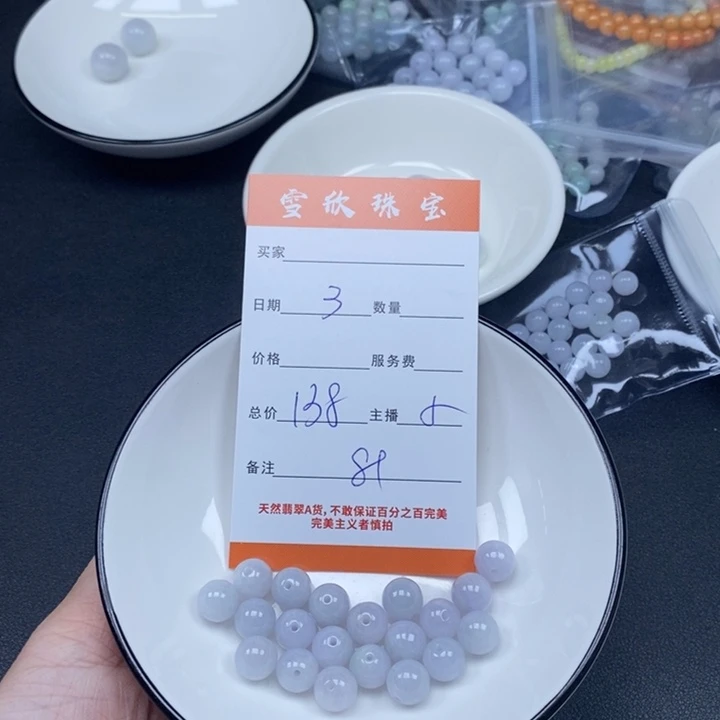 雪欣珠宝
买家
日期 3 数量
价格 服务费
总价 138 主播
备注
天然翡翠A货,不敢保证百分之百完美
完美主义者慎拍